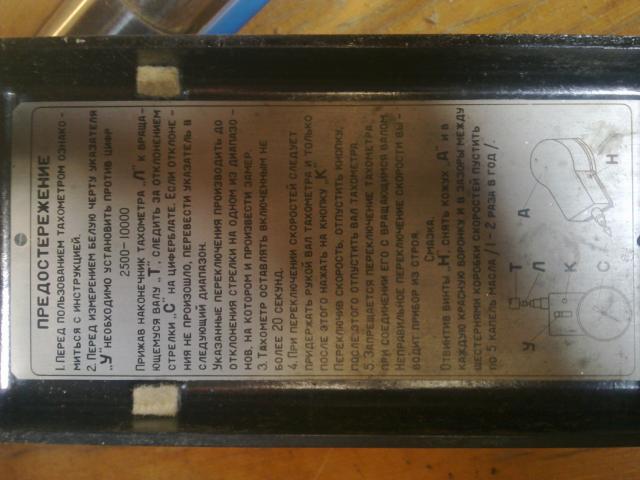 ПРЕДОСТЕРЕЖЕНИЕ
1. ПЕРЕД ПОЛЬЗОВАНИЕМ ТАХОМЕТРОМ ОЗНАКО-
МИТЬСЯ С ИНСТРУКЦИЕЙ.
2. ПЕРЕД ИЗМЕРЕНИЕМ БЕЛУЮ ЧЕРТУ УКАЗАТЕЛЯ
„У" НЕОБХОДИМО УСТАНОВИТЬ ПРОТИВ ЦИФР
2500-10000
ПРИЖАВ НАКОНЕЧНИК ТАХОМЕТРА „Л" К ВРАЩА-
ЮЩЕМУСЯ ВАЛУ „Т", СЛЕДИТЬ ЗА ОТКЛОНЕНИЕМ
СТРЕЛКИ „С" НА ЦИФЕРБЛАТЕ. ЕСЛИ ОТКЛОНЕ-
НИЯ НЕ ПРОИЗОШЛО, ПЕРЕВЕСТИ УКАЗАТЕЛЬ В
СЛЕДУЮЩИЙ ДИАПАЗОН.
УКАЗАННЫЕ ПЕРЕКЛЮЧЕНИЯ ПРОИЗВОДИТЬ ДО
ОТКЛОНЕНИЯ СТРЕЛКИ НА ОДНОМ ИЗ ДИАПАЗО-
НОВ, НА КОТОРОМ И ПРОИЗВЕСТИ ЗАМЕР.
3. ТАХОМЕТР ОСТАВЛЯТЬ ВКЛЮЧЕННЫМ НЕ
БОЛЕЕ 20 СЕКУНД.
4. ПРИ ПЕРЕКЛЮЧЕНИИ СКОРОСТЕЙ СЛЕДУЕТ
ПРИДЕРЖАТЬ РУКОЙ ВАЛ ТАХОМЕТРА И ТОЛЬКО
ПОСЛЕ ЭТОГО НАЖАТЬ НА КНОПКУ „К"
ПЕРЕКЛЮЧИВ СКОРОСТЬ, ОТПУСТИТЬ КНОПКУ,
ПОСЛЕ ЭТОГО ОТПУСТИТЬ ВАЛ ТАХОМЕТРА.
5. ЗАПРЕЩАЕТСЯ ПЕРЕКЛЮЧЕНИЕ ТАХОМЕТРА
ПРИ СОЕДИНЕНИИ ЕГО С ВРАЩАЮЩИМСЯ ВАЛОМ
НЕПРАВИЛЬНОЕ ПЕРЕКЛЮЧЕНИЕ СКОРОСТИ ВЫ-
ВОДИТ ПРИБОР ИЗ СТРОЯ.
СМАЗКА.
ОТВИНТИВ ВИНТЫ „Н", СНЯТЬ КОЖУХ „Д" И В
КАЖДУЮ КРАСНУЮ ВОРОНКУ И В ЗАЗОРЫ МЕЖДУ
ШЕСТЕРНЯМИ КОРОБКИ СКОРОСТЕЙ ПУСТИТЬ
ПО 3 КАПЕЛЬ МАСЛА /1-2 РАЗА В ГОД/.
У Т Д
Л
К Н
С